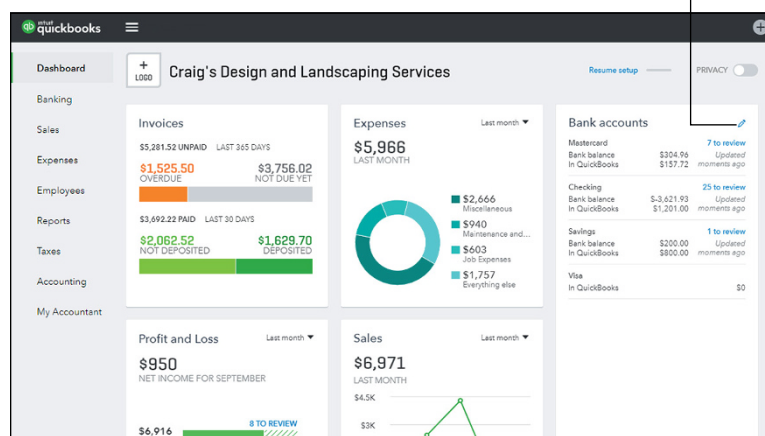 intuit
quickbooks
Dashboard
Banking
Sales
Expenses
Employees
Reports
Taxes
Accounting
My Accountant
+
LOGO
Craig's Design and Landscaping Services
Resume setup
PRIVACY
Invoices
$5,281.52 UNPAID LAST 365 DAYS
$1,525.50 $3,756.02
OVERDUE NOT DUE YET
$3,692.22 PAID LAST 30 DAYS
$2,062.52 $1,629.70
NOT DEPOSITED DEPOSITED
Expenses Last month
$5,966
LAST MONTH
$2,666
Miscellaneous
$940
Maintenance and...
$603
Job Expenses
$1,757
Everything else
Bank accounts
Mastercard 7 to review
Bank balance $304.96 Updated
In QuickBooks $157.72 moments ago
Checking 25 to review
Bank balance $-3,621.93 Updated
In QuickBooks $1,201.00 moments ago
Savings 1 to review
Bank balance $200.00 Updated
In QuickBooks $800.00 moments ago
Visa
In QuickBooks $0
Profit and Loss Last month
$950
NET INCOME FOR SEPTEMBER
8 TO REVIEW
$6,916
Sales Last month
$6,971
LAST MONTH
$4.5K
$3K